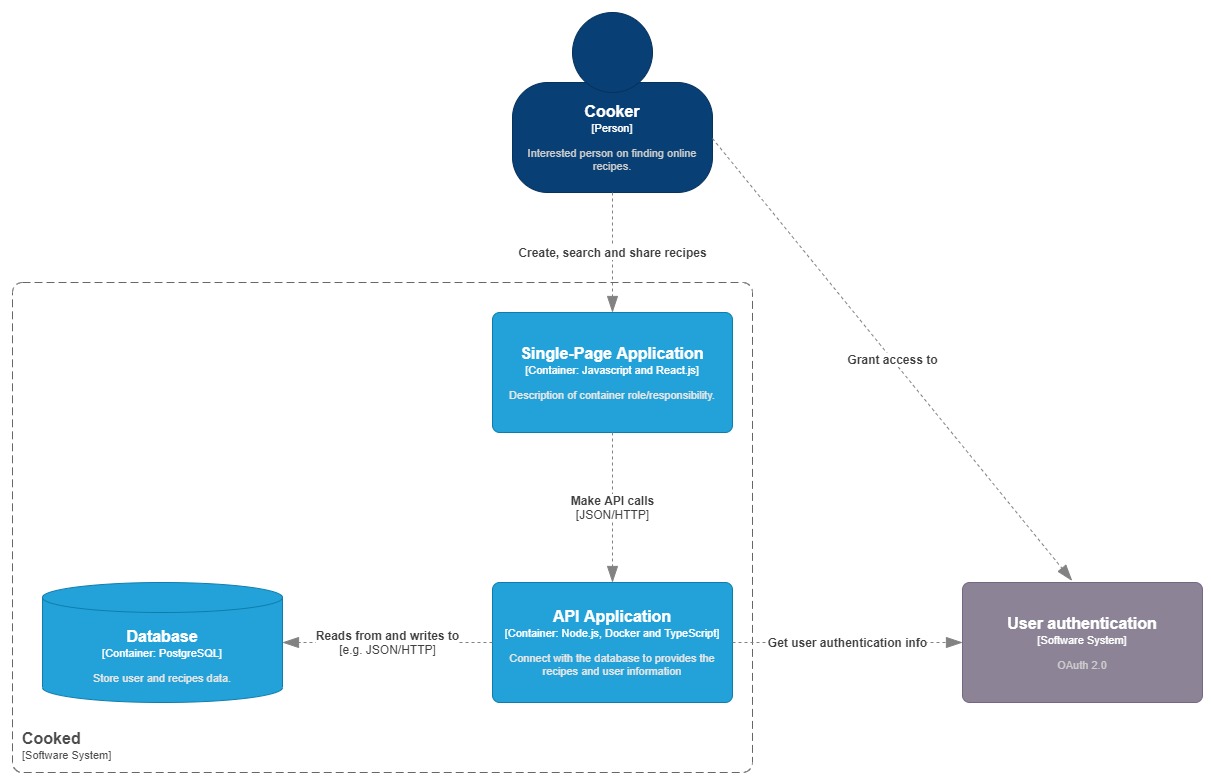 Cooker
[Person]
Interested person on finding online
recipes.
Create, search and share recipes
Single-Page Application
[Container: Javascript and React.js]
Description of container role/responsibility.
Grant access to
Make API calls
[JSON/HTTP]
Database
[Container: PostgreSQL]
Store user and recipes data.
Reads from and writes to
[e.g. JSON/HTTP]
API Application
[Container: Node.js, Docker and TypeScript]
Connect with the database to provides the
recipes and user information
Get user authentication info
User authentication
[Software System]
OAuth 2.0
Cooked
[Software System]